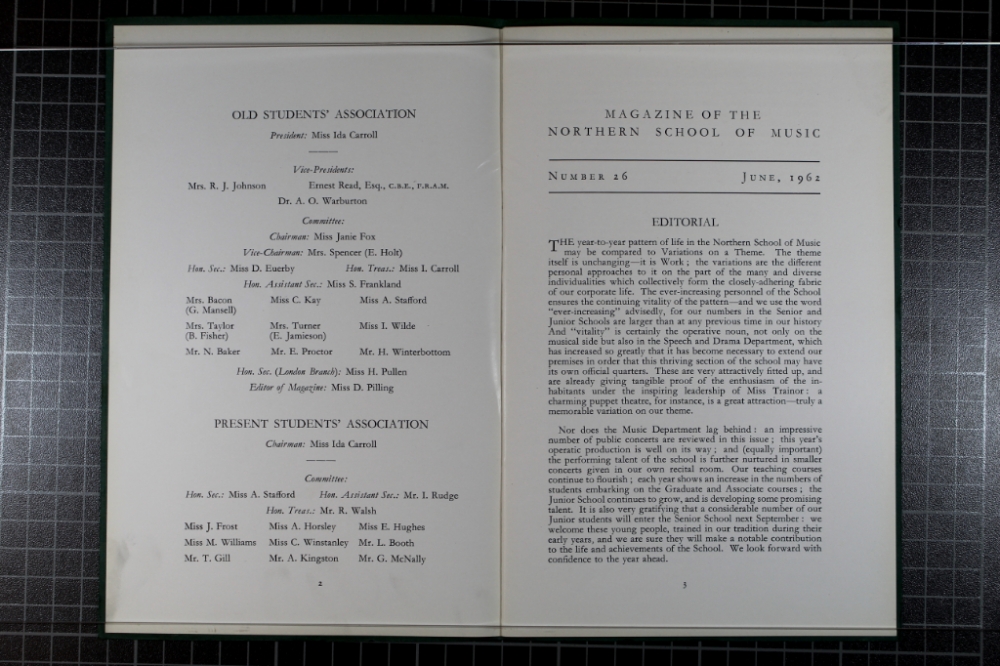 OLD STUDENTS' ASSOCIATION
President: Miss Ida Carroll
Vice-Presidents:
Mrs. R. J. Johnson Ernest Read, Esq., C.B.E., F.R.A.M.
Dr. A. O. Warburton
Committee:
Chairman: Miss Janie Fox
Vice-Chairman: Mrs. Spencer (E. Holt)
Hon. Sec.: Miss D. Euerby Hon. Treas.: Miss I. Carroll
Hon. Assistant Sec.: Miss S. Frankland
Mrs. Bacon Miss C. Kay Miss A. Stafford
(G. Mansell)
Mrs. Taylor Mrs. Turner Miss I. Wilde
(B. Fisher) (E. Jamieson)
Mr. N. Baker Mr. E. Proctor Mr. H. Winterbottom
Hon. Sec. (London Branch): Miss H. Pullen
Editor of Magazine: Miss D. Pilling
PRESENT STUDENTS' ASSOCIATION
Chairman: Miss Ida Carroll
Committee:
Hon. Sec.: Miss A. Stafford Hon. Assistant Sec.: Mr. I. Rudge
Hon. Treas.: Mr. R. Walsh
Miss J. Frost Miss A. Horsley Miss E. Hughes
Miss M. Williams Miss C. Winstanley Mr. L. Booth
Mr. T. Gill Mr. A. Kingston Mr. G. McNally
2
MAGAZINE OF THE
NORTHERN SCHOOL OF MUSIC
NUMBER 26 JUNE, 1962
EDITORIAL
THE year-to-year pattern of life in the Northern School of Music
may be compared to Variations on a Theme. The theme
itself is unchanging—it is Work; the variations are the different
personal approaches to it on the part of the many and diverse
individualities which collectively form the closely-adhering fabric
of our corporate life. The ever-increasing personnel of the School
ensures the continuing vitality of the pattern—and we use the word
"ever-increasing" advisedly, for our numbers in the Senior and
Junior Schools are larger than at any previous time in our history
And "vitality" is certainly the operative noun, not only on the
musical side but also in the Speech and Drama Department, which
has increased so greatly that it has become necessary to extend our
premises in order that this thriving section of the school may have
its own official quarters. These are very attractively fitted up, and
are already giving tangible proof of the enthusiasm of the in-
habitants under the inspiring leadership of Miss Trainor: a
charming puppet theatre, for instance, is a great attraction—truly a
memorable variation on our theme.
Nor does the Music Department lag behind: an impressive
number of public concerts are reviewed in this issue; this year's
operatic production is well on its way; and (equally important)
the performing talent of the school is further nurtured in smaller
concerts given in our own recital room. Our teaching courses
continue to flourish; each year shows an increase in the numbers of
students embarking on the Graduate and Associate courses; the
Junior School continues to grow, and is developing some promising
talent. It is also very gratifying that a considerable number of our
Junior students will enter the Senior School next September: we
welcome these young people, trained in our tradition during their
early years, and we are sure they will make a notable contribution
to the life and achievements of the School. We look forward with
confidence to the year ahead.
3